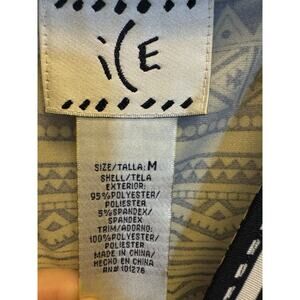 i(E
SIZE/TALLA: M
SHELL/TELA
EXTERIOR:
95%POLYESTER/
POLIESTER
5%SPANDEX/
SPANDEX
TRIM/ADORNO:
100%POLYESTER/
POLIESTER
MADE IN CHINA/
HECHO EN CHINA
RN# 101276